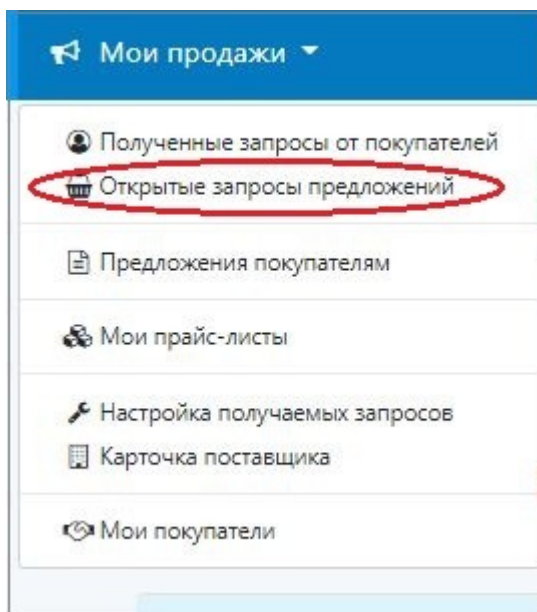 Мои продажи
Полученные запросы от покупателей
Открытые запросы предложений
Предложения покупателям
Мои прайс-листы
Настройка получаемых запросов
Карточка поставщика
Мои покупатели